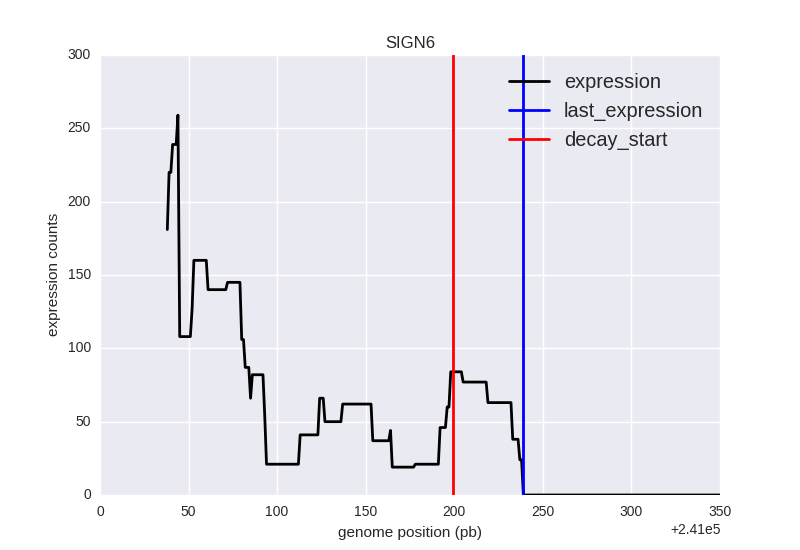 SIGN6
300
250
200
150
100
50
0
expression counts
expression
last_expression
decay_start
0 50 100 150 200 250 300 350
genome position (pb)
+2.41e5